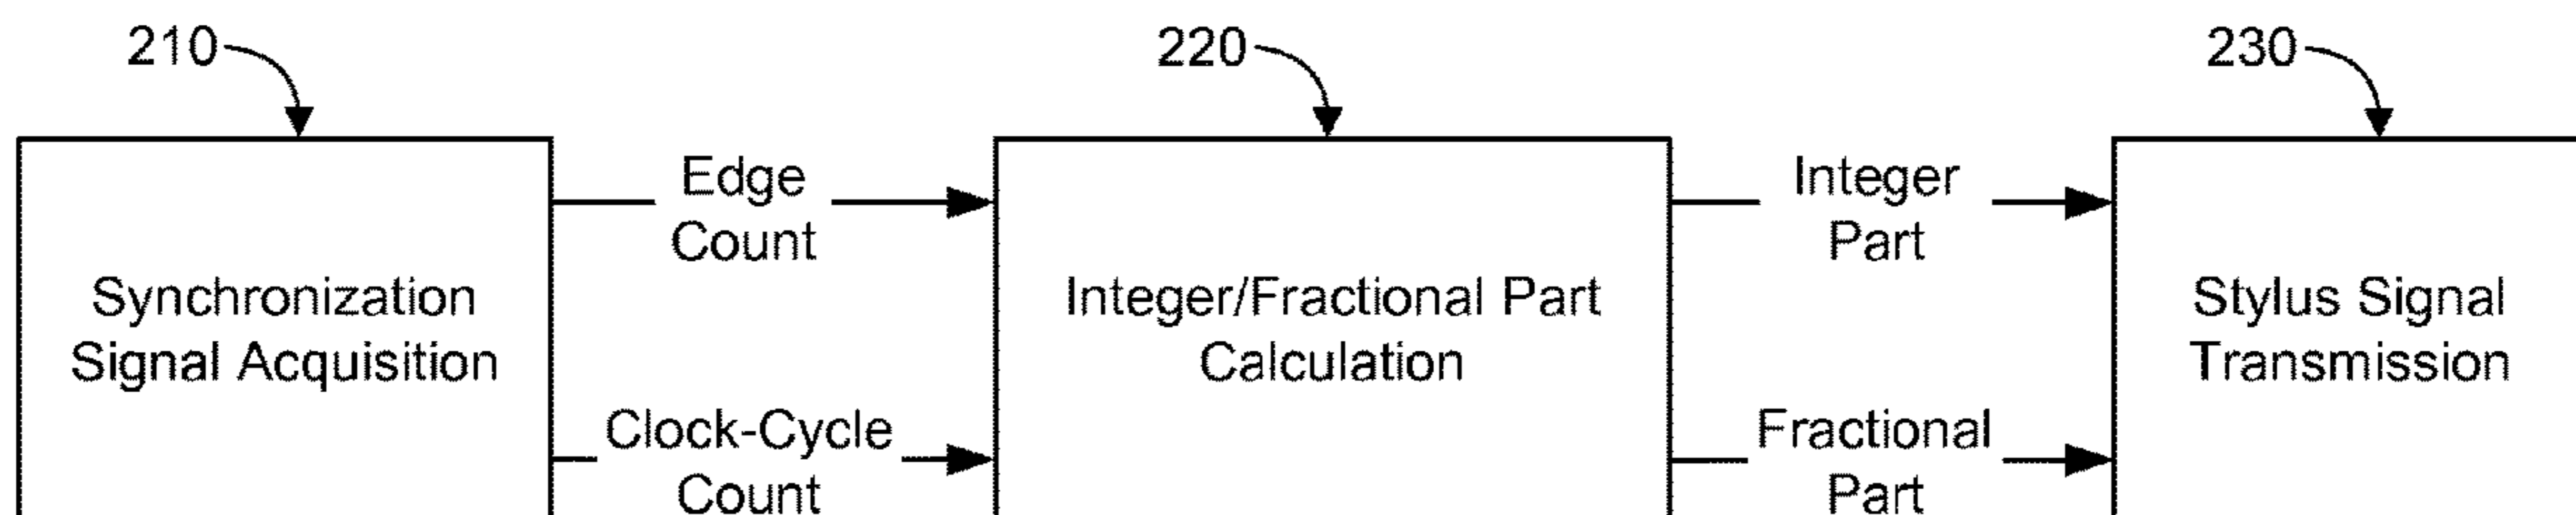 210
220
230
Edge
Count
Integer
Part
Synchronization
Signal Acquisition
Integer/Fractional Part
Calculation
Stylus Signal
Transmission
Clock-Cycle
Count
Fractional
Part